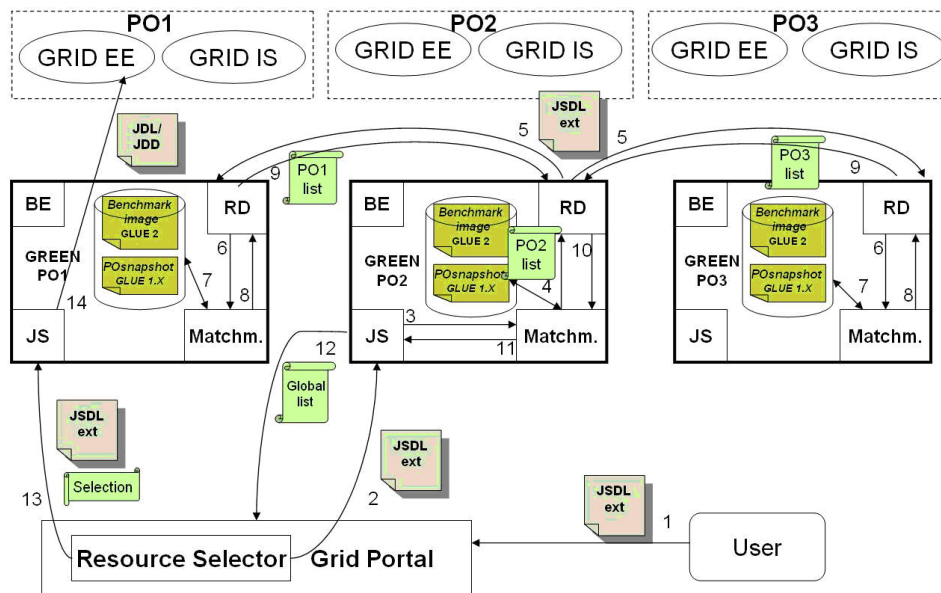 PO1
PO2
PO3
GRID EE
GRID IS
GRID EE
GRID IS
GRID EE
GRID IS
JDL/
JDD
JSDL
ext
5
5
9
PO1
list
PO3
list
9
BE
Benchmark
image
GLUE 2
RD
BE
Benchmark
image
GLUE 2
RD
BE
Benchmark
image
GLUE 2
RD
GREEN
PO1
POsnapshot
GLUE 1.X
6
7
8
GREEN
PO2
POsnapshot
GLUE 1.X
PO2
list
10
4
GREEN
PO3
POsnapshot
GLUE 1.X
6
7
8
14
JS
Matchm.
3
JS
11
Matchm.
JS
Matchm.
12
Global
list
JSDL
ext
Selection
13
JSDL
ext
2
JSDL
ext
1
Resource Selector
Grid Portal
User